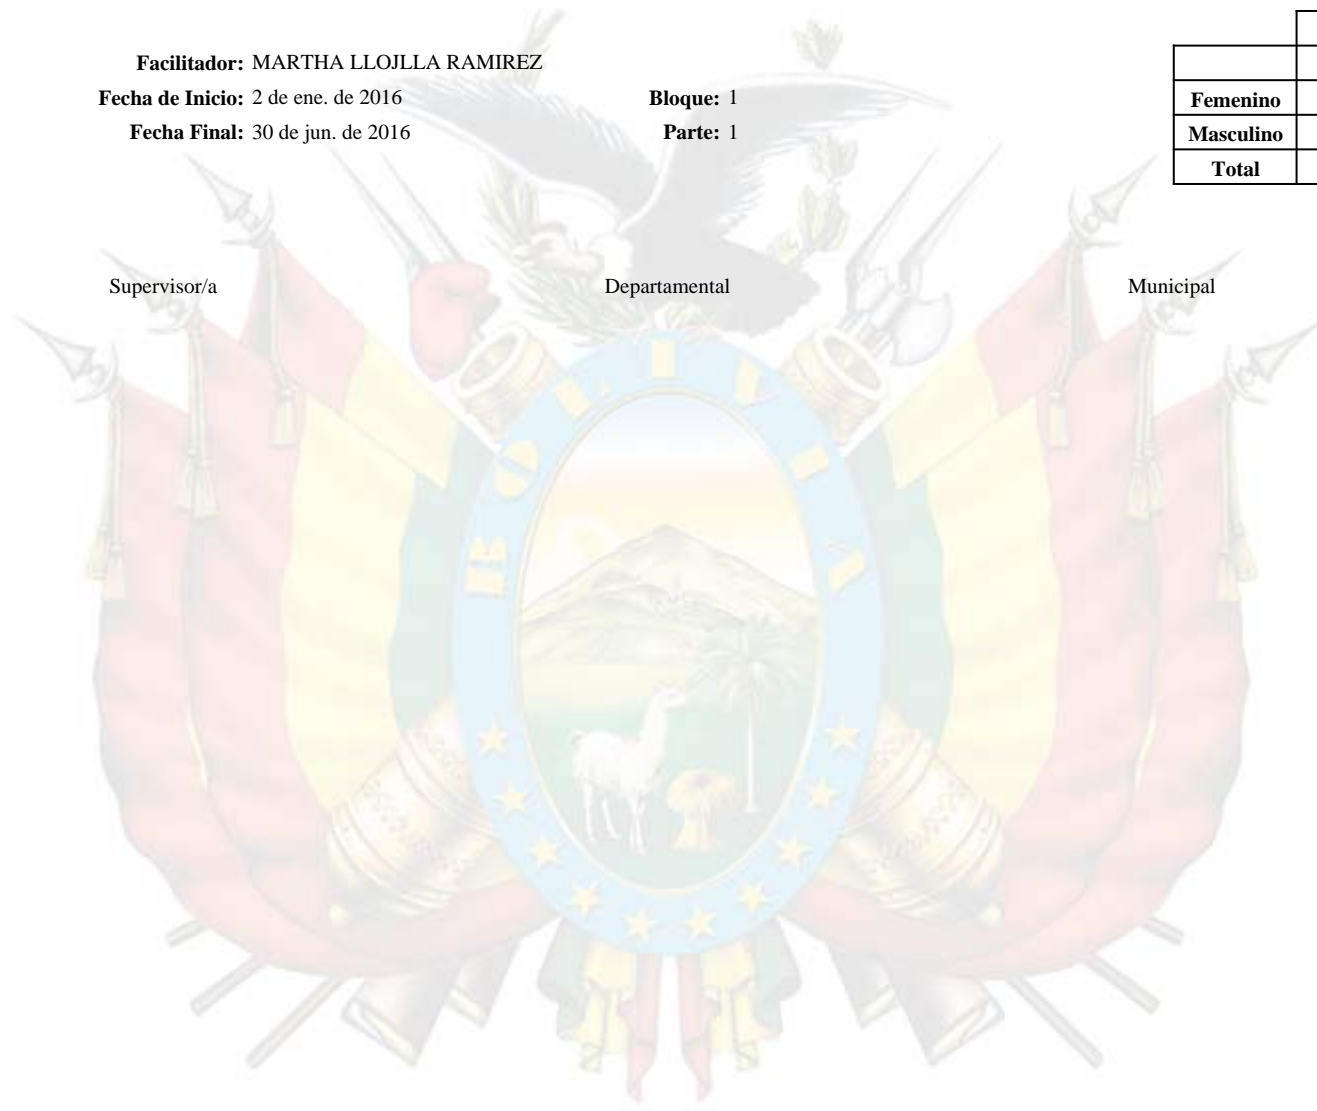 Facilitador: MARTHA LLOJLLA RAMIREZ
Fecha de Inicio: 2 de ene. de 2016 Bloque: 1
Fecha Final: 30 de jun. de 2016 Parte: 1
Femenino
Masculino
Total
Supervisor/a Departamental Municipal
BOLIVIA